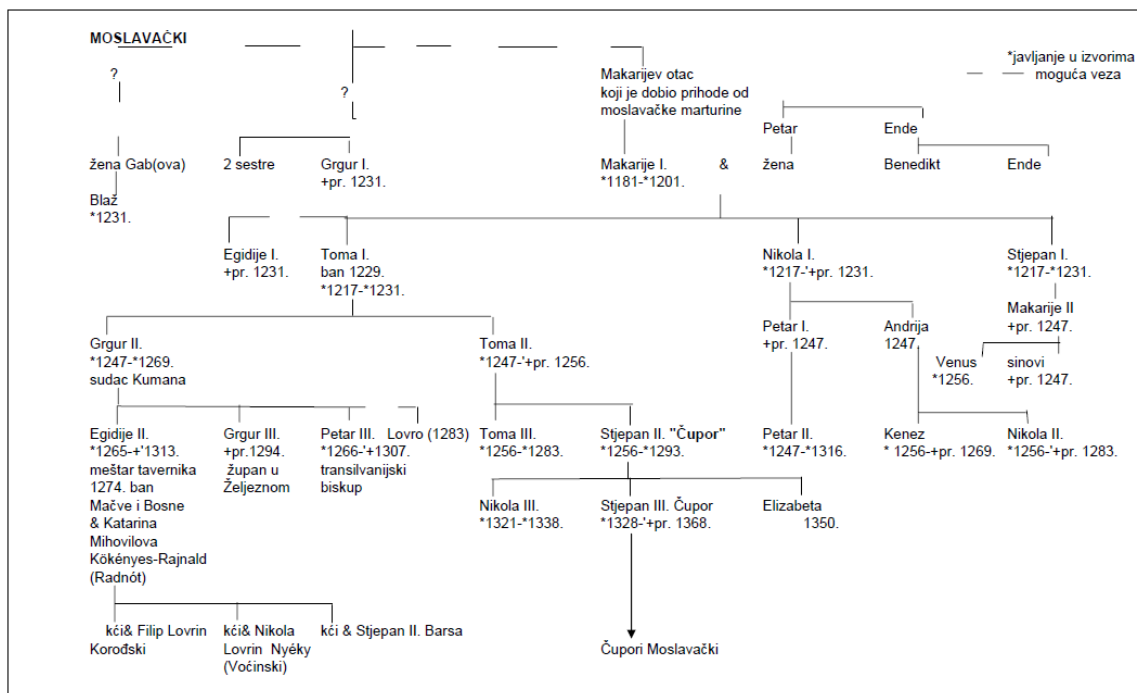 MOSLAVAČKI
*javljanje u izvorima
moguća veza
?
?
Makarijev otac
koji je dobio prihode od
moslavačke marturine
Petar
Ende
žena Gab(ova)
2 sestre
Grgur I.
+pr. 1231.
Makarije I.
*1181-*1201.
&
žena
Benedikt
Ende
Blaž
*1231.
Egidije I.
+pr. 1231.
Toma I.
ban 1229.
*1217-*1231.
Nikola I.
*1217-'+pr. 1231.
Stjepan I.
*1217-*1231.
Makarije II
+pr. 1247.
Grgur II.
*1247-*1269.
sudac Kumana
Toma II.
*1247-'+pr. 1256.
Petar I.
+pr. 1247.
Andrija
1247.
Venus
*1256.
sinovi
+pr. 1247.
Egidije II.
*1265-+'1313.
meštar tavernika
1274. ban
Mačve i Bosne
& Katarina
Mihovilova
Kökényes-Rajnald
(Radnót)
Grgur III.
+pr.1294.
župan u
Željeznom
Petar III.
*1266-'+1307.
transilvanijski
biskup
Lovro (1283)
Toma III.
*1256-*1283.
Stjepan II. "Čupor"
*1256-*1293.
Petar II.
*1247-*1316.
Kenez
* 1256-+pr. 1269.
Nikola II.
*1256-'+pr. 1283.
Nikola III.
*1321-*1338.
Stjepan III. Čupor
*1328-'+pr. 1368.
Elizabeta
1350.
kći& Filip Lovrin
Korođski
kći& Nikola
Lovrin Nyéky
(Voćinski)
kći & Stjepan II. Barsa
Čupori Moslavački